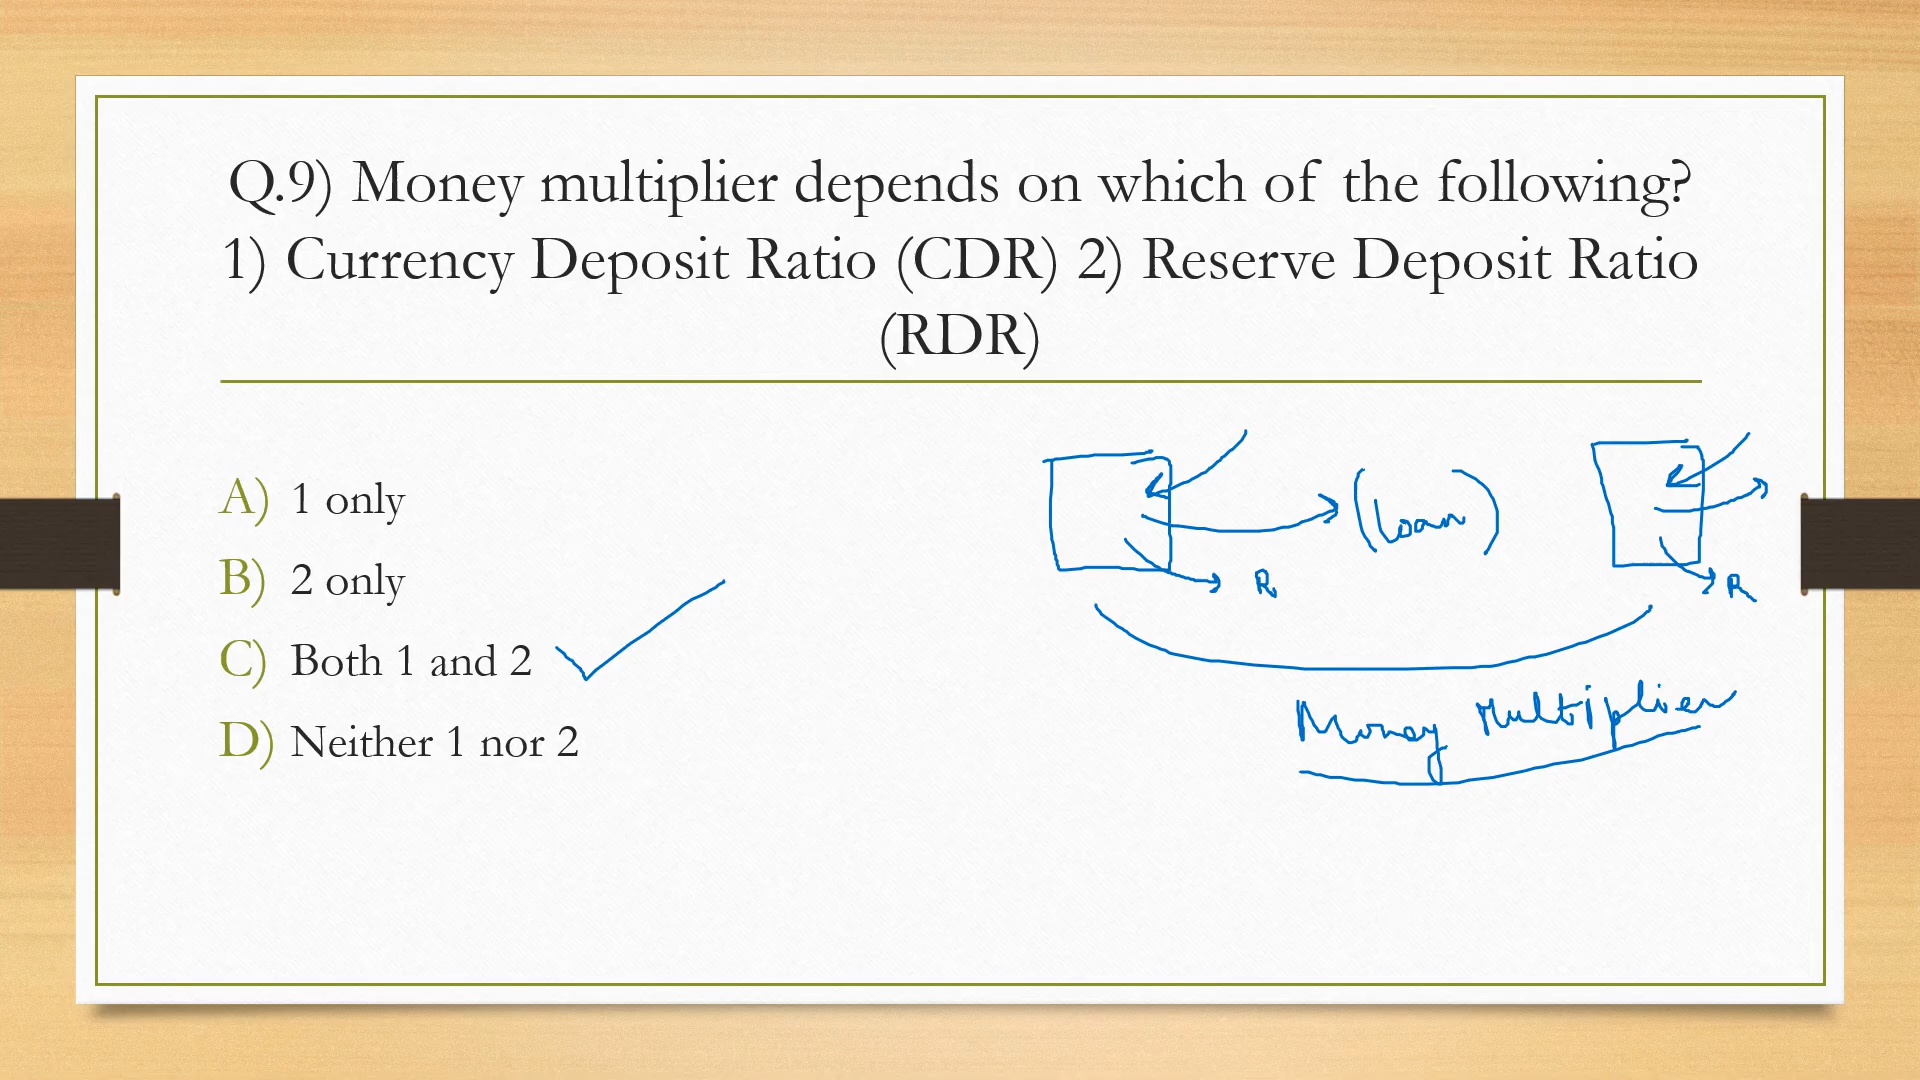 Q.9) Money multiplier depends on which of the following?
1) Currency Deposit Ratio (CDR) 2) Reserve Deposit Ratio
(RDR)
A) 1 only
B) 2 only
C) Both 1 and 2
D) Neither 1 nor 2
(Loan)
R
R
Money Multiplier